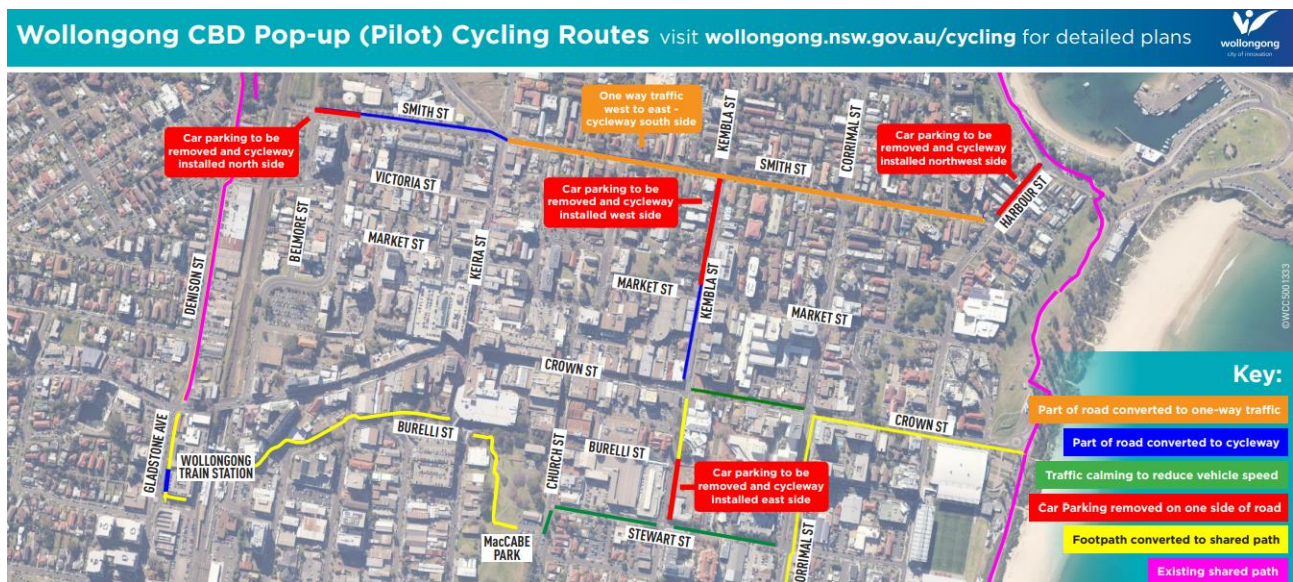 Wollongong CBD Pop-up (Pilot) Cycling Routes visit wollongong.nsw.gov.au/cycling for detailed plans
wollongong
city of innovation
SMITH ST
One way traffic
west to east -
cycleway south side
KEMBLA ST
CORRIMAL ST
Car parking to be
removed and cycleway
installed north side
Car parking to be
removed and cycleway
installed northwest side
VICTORIA ST
SMITH ST
Car parking to be
removed and cycleway
installed west side
HARBOUR ST
BELMORE ST
MARKET ST
KEIRA ST
DENISON ST
MARKET ST
KEMBLA ST
MARKET ST
©WCC5001333
CROWN ST
Key:
Part of road converted to one-way traffic
CROWN ST
GLADSTONE AVE
BURELLI ST
CHURCH ST
BURELLI ST
Part of road converted to cycleway
WOLLONGONG
TRAIN STATION
Car parking to be
removed and cycleway
installed east side
Traffic calming to reduce vehicle speed
Car Parking removed on one side of road
STEWART ST
MacCABE
PARK
ORRIMAL ST
Footpath converted to shared path
Existing shared path